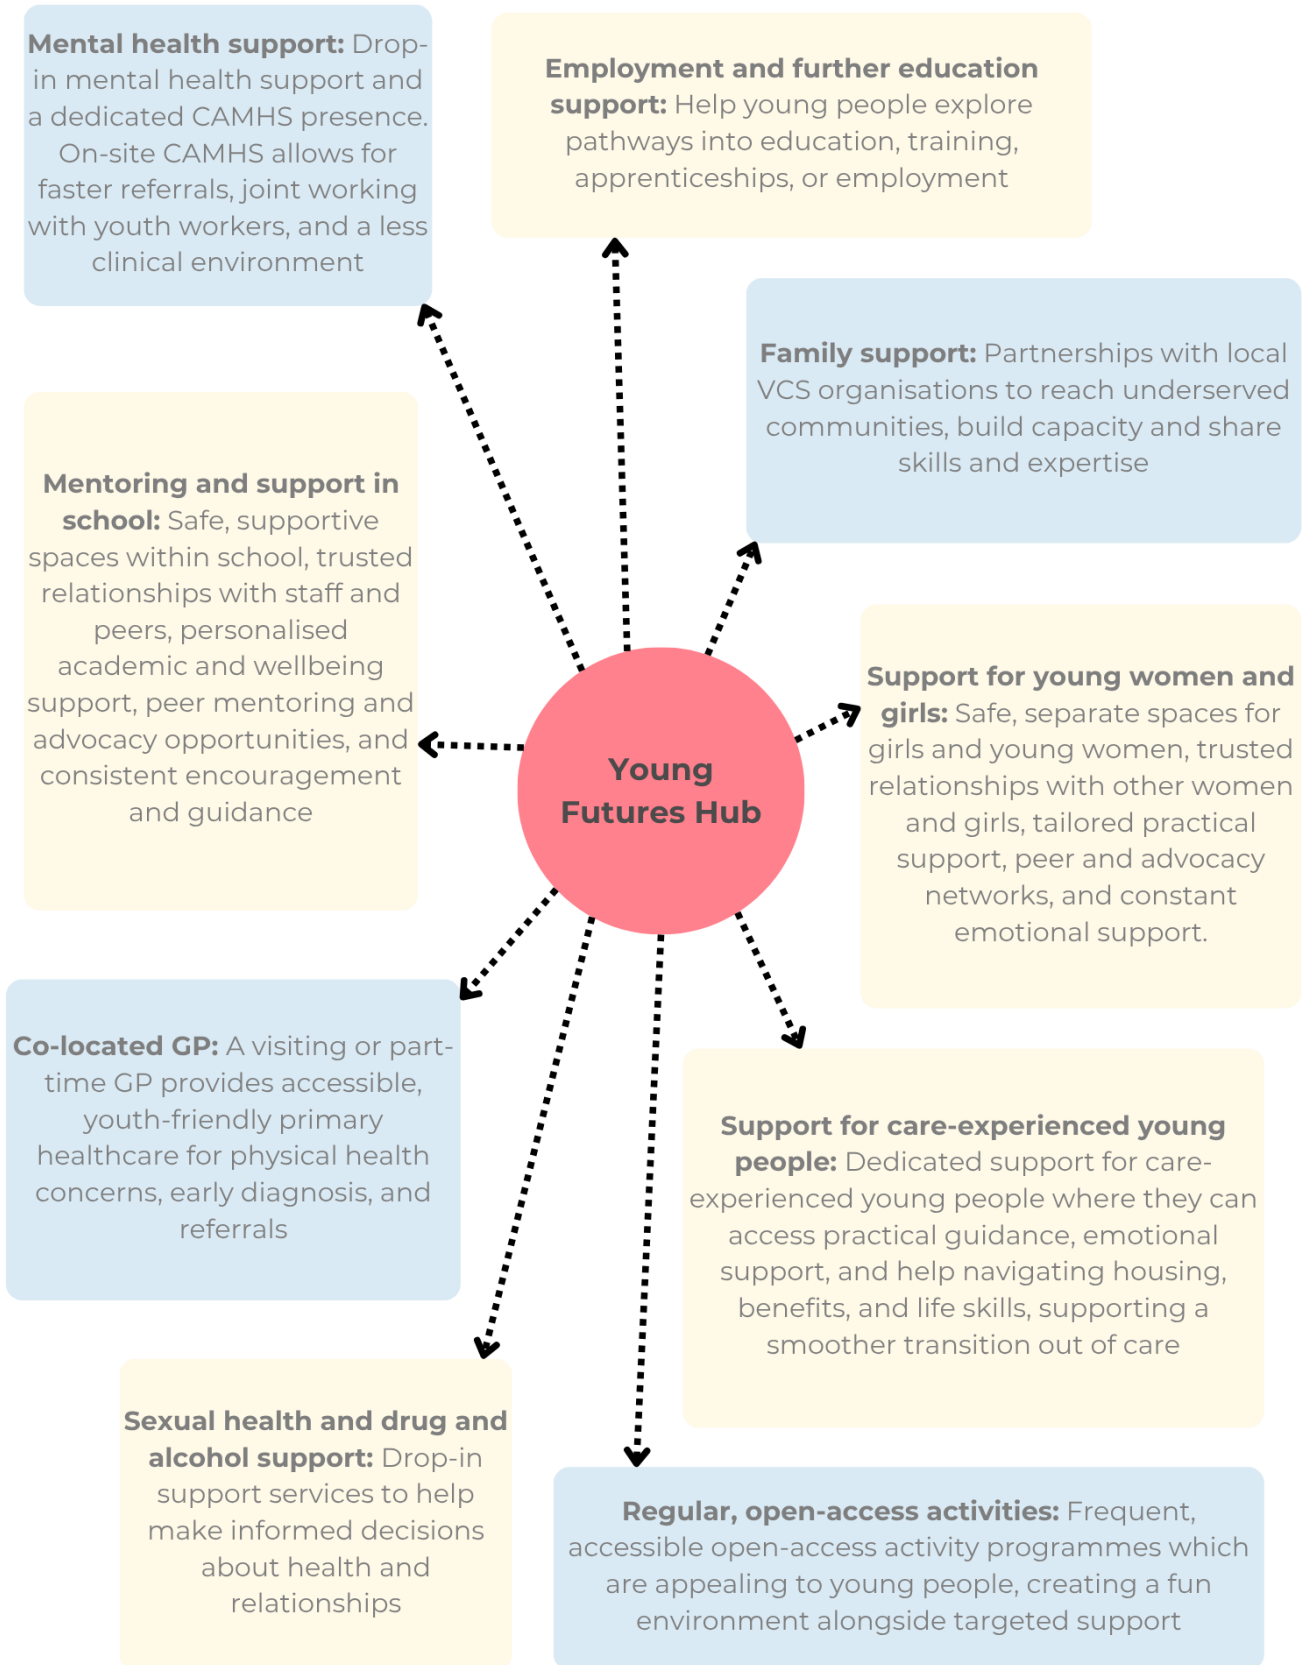 Mental health support: Drop-
in mental health support and
a dedicated CAMHS presence.
On-site CAMHS allows for
faster referrals, joint working
with youth workers, and a less
clinical environment
Employment and further education
support: Help young people explore
pathways into education, training,
apprenticeships, or employment
Family support: Partnerships with local
VCS organisations to reach underserved
communities, build capacity and share
skills and expertise
Mentoring and support in
school: Safe, supportive
spaces within school, trusted
relationships with staff and
peers, personalised
academic and wellbeing
support, peer mentoring and
advocacy opportunities, and
consistent encouragement
and guidance
Young
Futures Hub
Support for young women and
girls: Safe, separate spaces for
girls and young women, trusted
relationships with other women
and girls, tailored practical
support, peer and advocacy
networks, and constant
emotional support.
Co-located GP: A visiting or part-
time GP provides accessible,
youth-friendly primary
healthcare for physical health
concerns, early diagnosis, and
referrals
Support for care-experienced young
people: Dedicated support for care-
experienced young people where they can
access practical guidance, emotional
support, and help navigating housing,
benefits, and life skills, supporting a
smoother transition out of care
Sexual health and drug and
alcohol support: Drop-in
support services to help
make informed decisions
about health and
relationships
Regular, open-access activities: Frequent,
accessible open-access activity programmes which
are appealing to young people, creating a fun
environment alongside targeted support